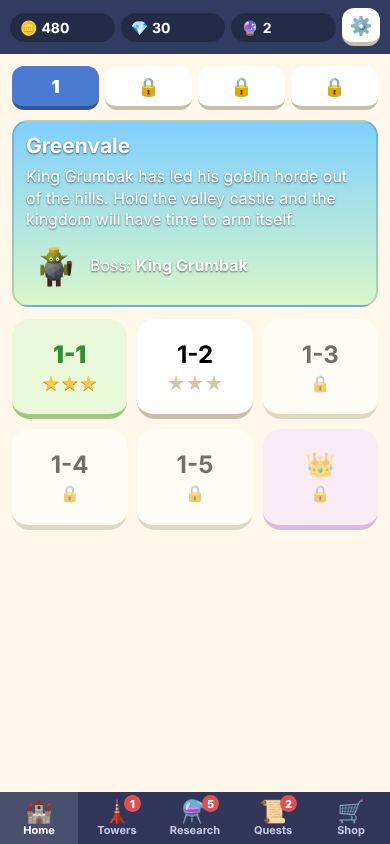 480
30
2
1
Greenvale
King Grumbak has led his goblin horde out
of the hills. Hold the valley castle and the
kingdom will have time to arm itself.
Boss: King Grumbak
1-1
1-2
1-3
1-4
1-5
1
5
2
Home
Towers
Research
Quests
Shop